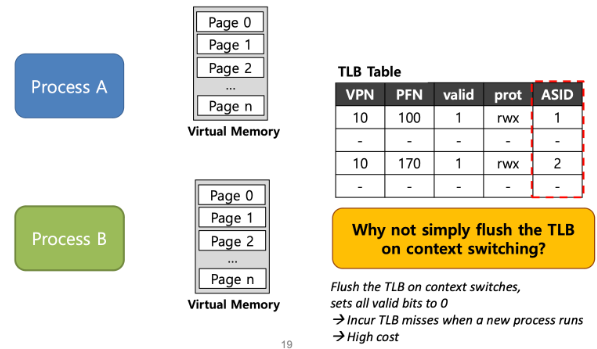 Process A
Page 0
Page 1
Page 2
...
Page n
Virtual Memory
Process B
Page 0
Page 1
Page 2
...
Page n
Virtual Memory
TLB Table
VPN PFN valid prot ASID
10 100 1 rwx 1
- - - - -
10 170 1 rwx 2
- - - - -
Why not simply flush the TLB
on context switching?
Flush the TLB on context switches,
sets all valid bits to 0
→ Incur TLB misses when a new process runs
→ High cost
19